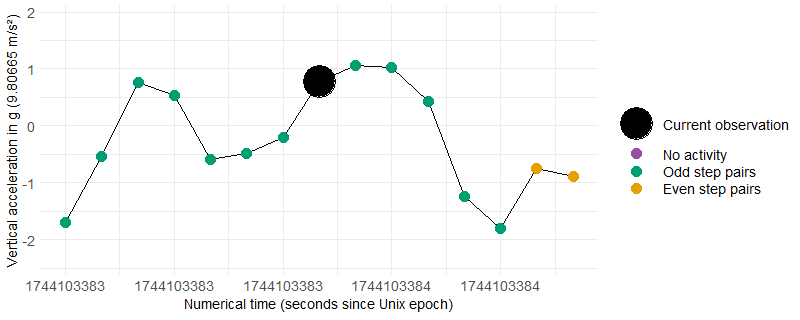 Vertical acceleration in g (9.80665 m/s²)
2
1
0
-1
-2
1744103383 1744103383 1744103383 1744103384 1744103384
Numerical time (seconds since Unix epoch)
Current observation
No activity
Odd step pairs
Even step pairs